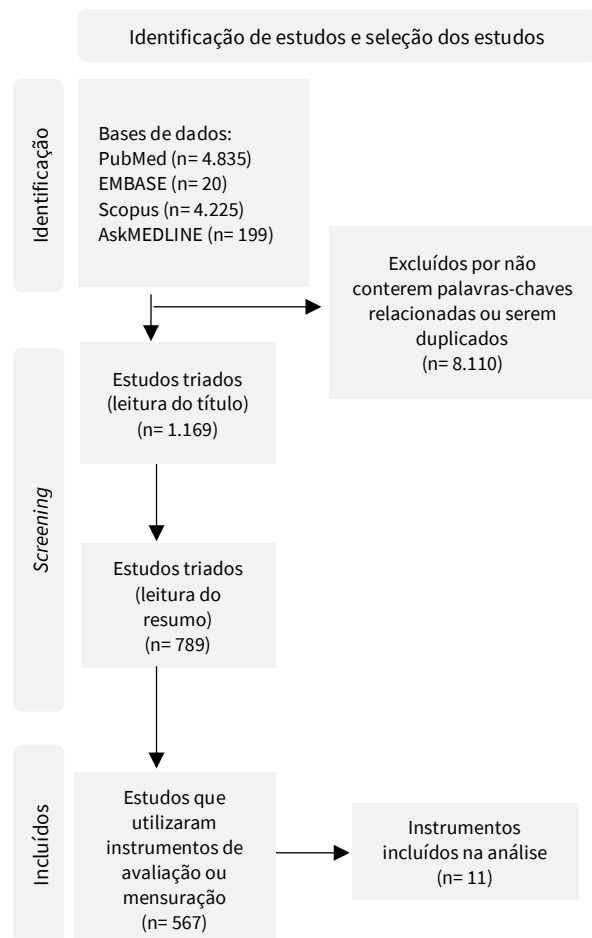 Identificação de estudos e seleção dos estudos
Identificação
Bases de dados:
PubMed (n= 4.835)
EMBASE (n= 20)
Scopus (n= 4.225)
AskMEDLINE (n= 199)
Excluídos por não
conterem palavras-chaves
relacionadas ou serem
duplicados
(n= 8.110)
Screening
Estudos triados
(leitura do título)
(n= 1.169)
Estudos triados
(leitura do
resumo)
(n= 789)
Incluídos
Estudos que
utilizaram
instrumentos de
avaliação ou
mensuração
(n= 567)
Instrumentos
incluídos na análise
(n= 11)